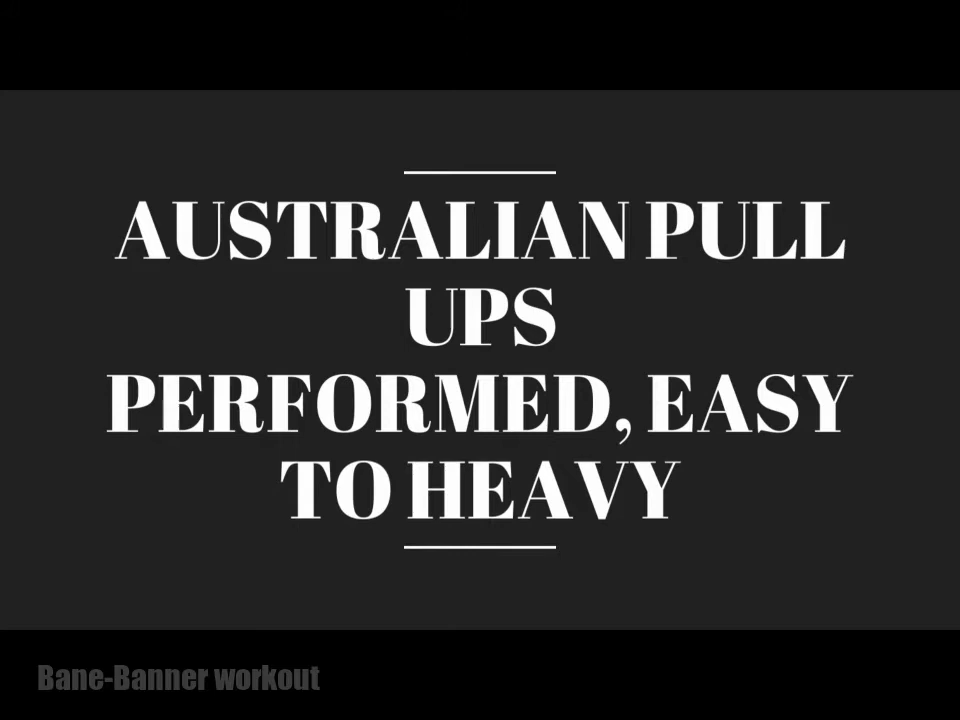 AUSTRALIAN PULL
UPS
PERFORMED, EASY
TO HEAVY
Bane-Banner workout